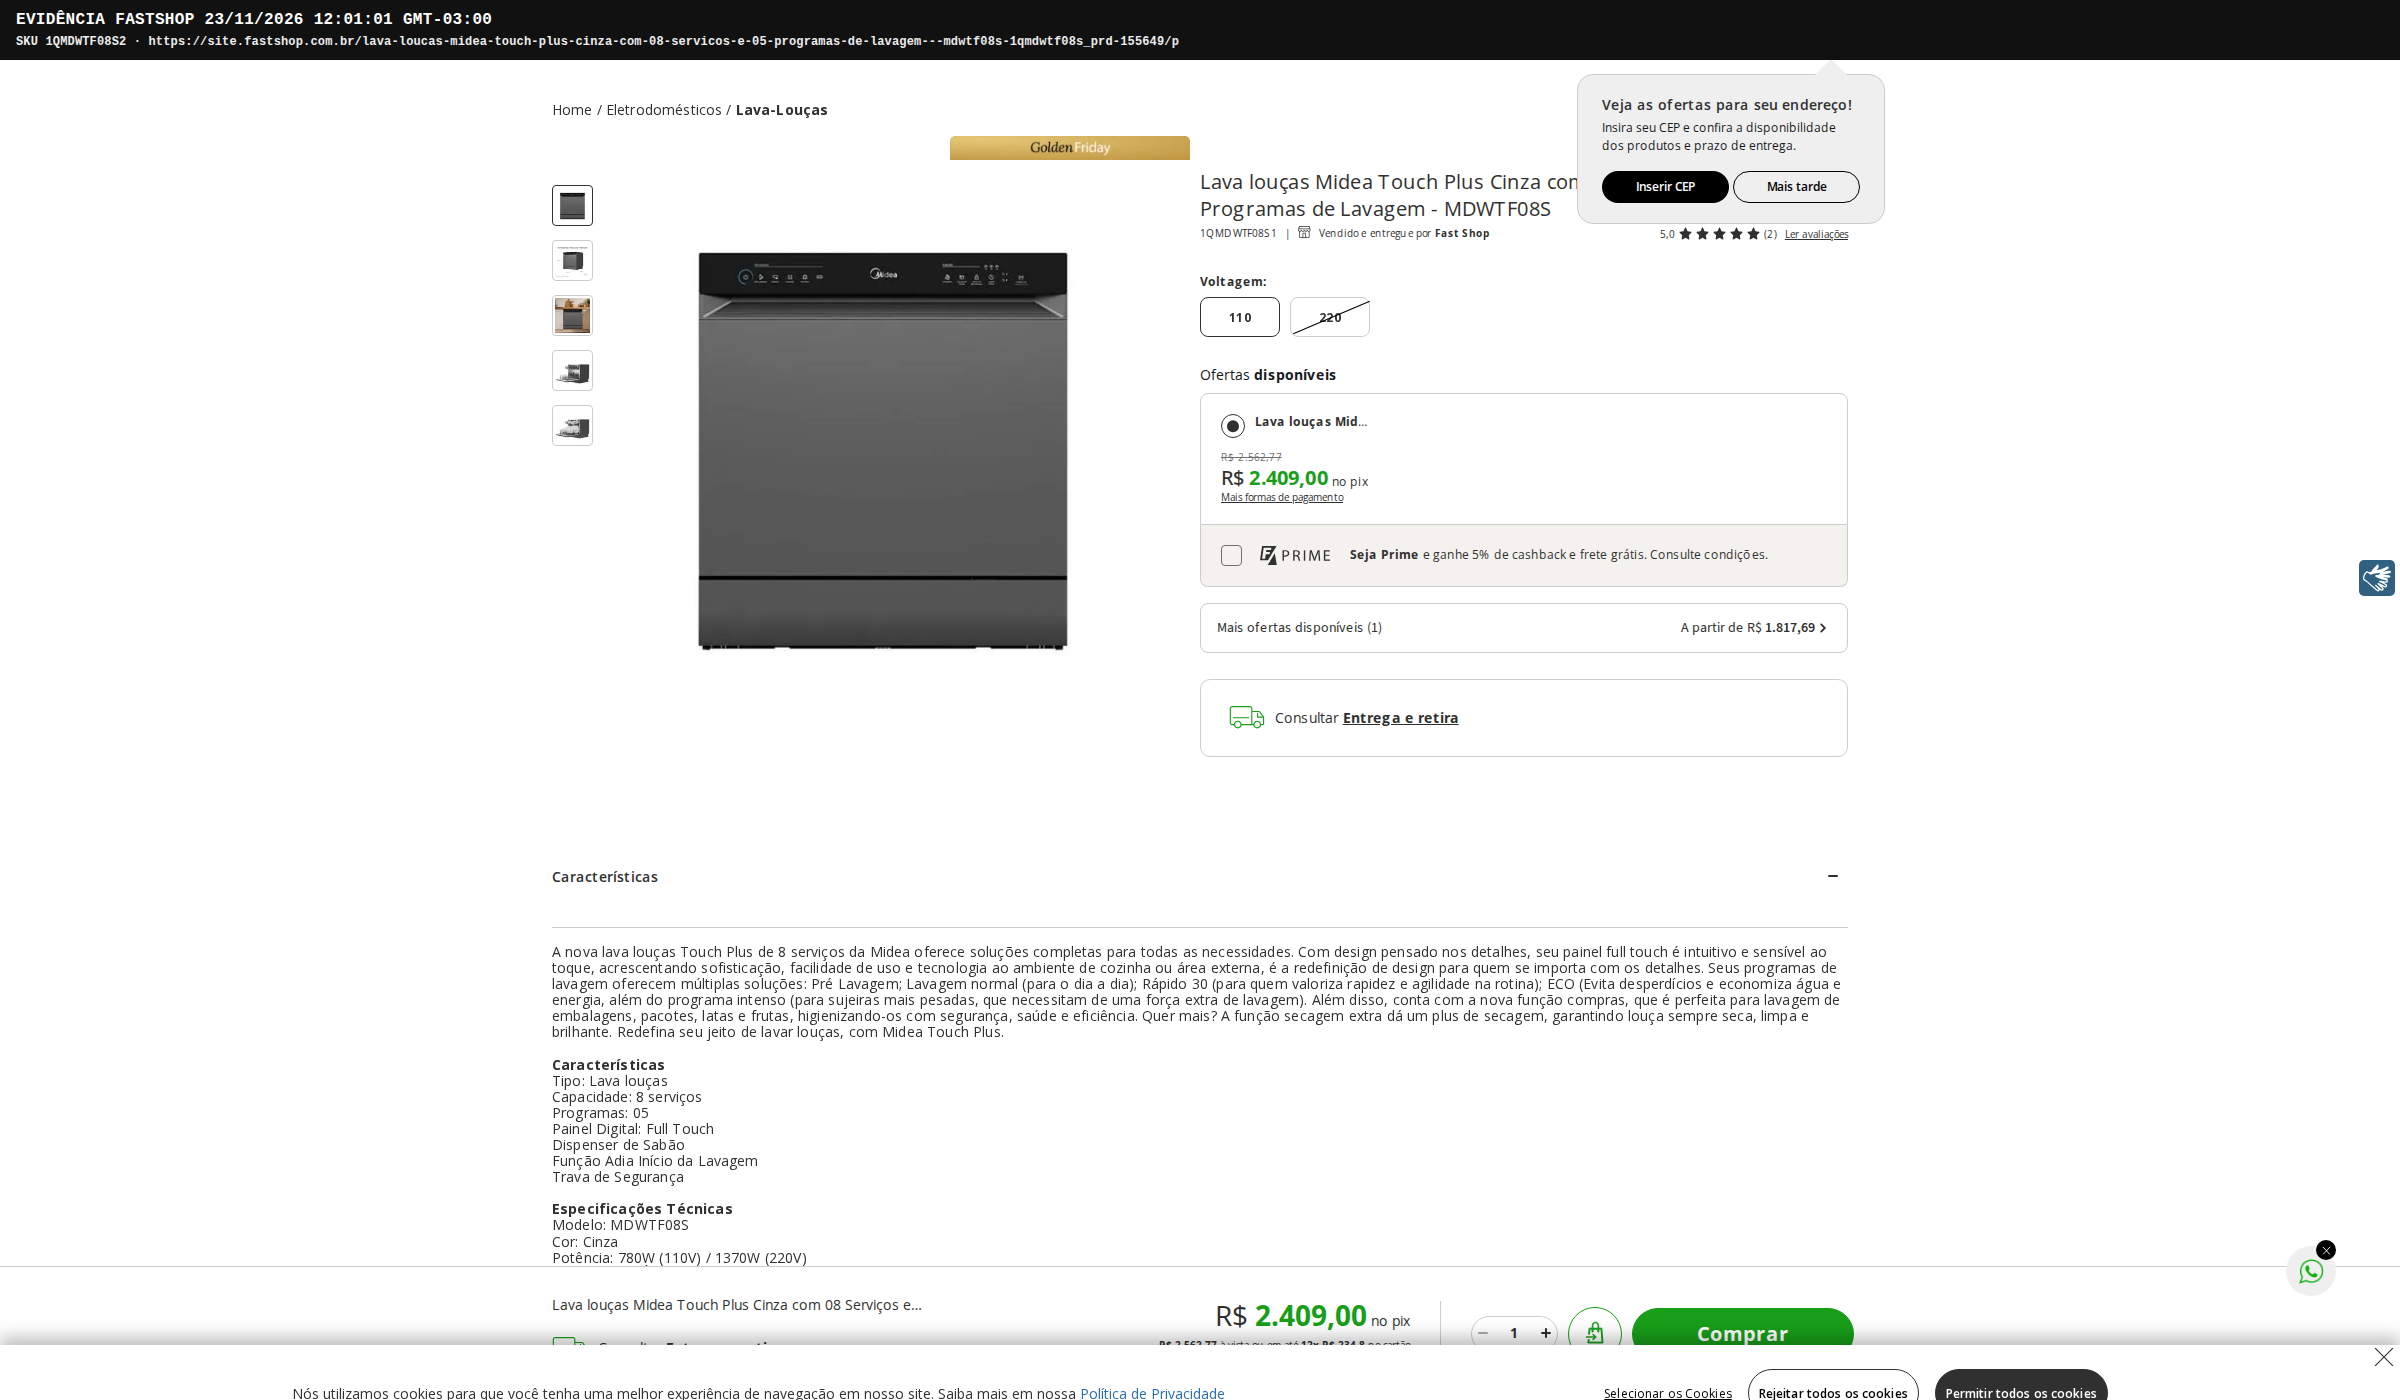 EVIDÊNCIA FASTSHOP 23/11/2026 12:01:01 GMT-03:00
SKU 1QMDWTF08S2 · https://site.fastshop.com.br/lava-loucas-midea-touch-plus-cinza-com-08-servicos-e-05-programas-de-lavagem---mdwtf08s-1qmdwtf08s_prd-155649/p
Veja as ofertas para seu endereço!
Insira seu CEP e confira a disponibilidade
dos produtos e prazo de entrega.
Inserir CEP
Mais tarde
Home / Eletrodomésticos / Lava-Louças
Golden Friday
Lava louças Midea Touch Plus Cinza com
Programas de Lavagem - MDWTF08S
1QMDWTF08S1 | Vendido e entregue por Fast Shop
5,0 (2) Ler avaliações
Midea
Voltagem:
110
220
Ofertas disponíveis
Lava louças Mid...
R$ 2.562,77
R$ 2.409,00 no pix
Mais formas de pagamento
PRIME Seja Prime e ganhe 5% de cashback e frete grátis. Consulte condições.
Mais ofertas disponíveis (1)
A partir de R$ 1.817,69
Consultar Entrega e retira
Características
A nova lava louças Touch Plus de 8 serviços da Midea oferece soluções completas para todas as necessidades. Com design pensado nos detalhes, seu painel full touch é intuitivo e sensível ao
toque, acrescentando sofisticação, facilidade de uso e tecnologia ao ambiente de cozinha ou área externa, é a redefinição de design para quem se importa com os detalhes. Seus programas de
lavagem oferecem múltiplas soluções: Pré Lavagem; Lavagem normal (para o dia a dia); Rápido 30 (para quem valoriza rapidez e agilidade na rotina); ECO (Evita desperdícios e economiza água e
energia, além do programa intenso (para sujeiras mais pesadas, que necessitam de uma força extra de lavagem). Além disso, conta com a nova função compras, que é perfeita para lavagem de
embalagens, pacotes, latas e frutas, higienizando-os com segurança, saúde e eficiência. Quer mais? A função secagem extra dá um plus de secagem, garantindo louça sempre seca, limpa e
brilhante. Redefina seu jeito de lavar louças, com Midea Touch Plus.
Características
Tipo: Lava louças
Capacidade: 8 serviços
Programas: 05
Painel Digital: Full Touch
Dispenser de Sabão
Função Adia Início da Lavagem
Trava de Segurança
Especificações Técnicas
Modelo: MDWTF08S
Cor: Cinza
Potência: 780W (110V) / 1370W (220V)
Lava louças Midea Touch Plus Cinza com 08 Serviços e...
R$ 2.409,00 no pix
R$ 2.562,77 à vista ou em até 12x R$ 234,8 no cartão
1
Comprar
Nós utilizamos cookies para que você tenha uma melhor experiência de navegação em nosso site. Saiba mais em nossa Política de Privacidade
Selecionar os Cookies
Rejeitar todos os cookies
Permitir todos os cookies